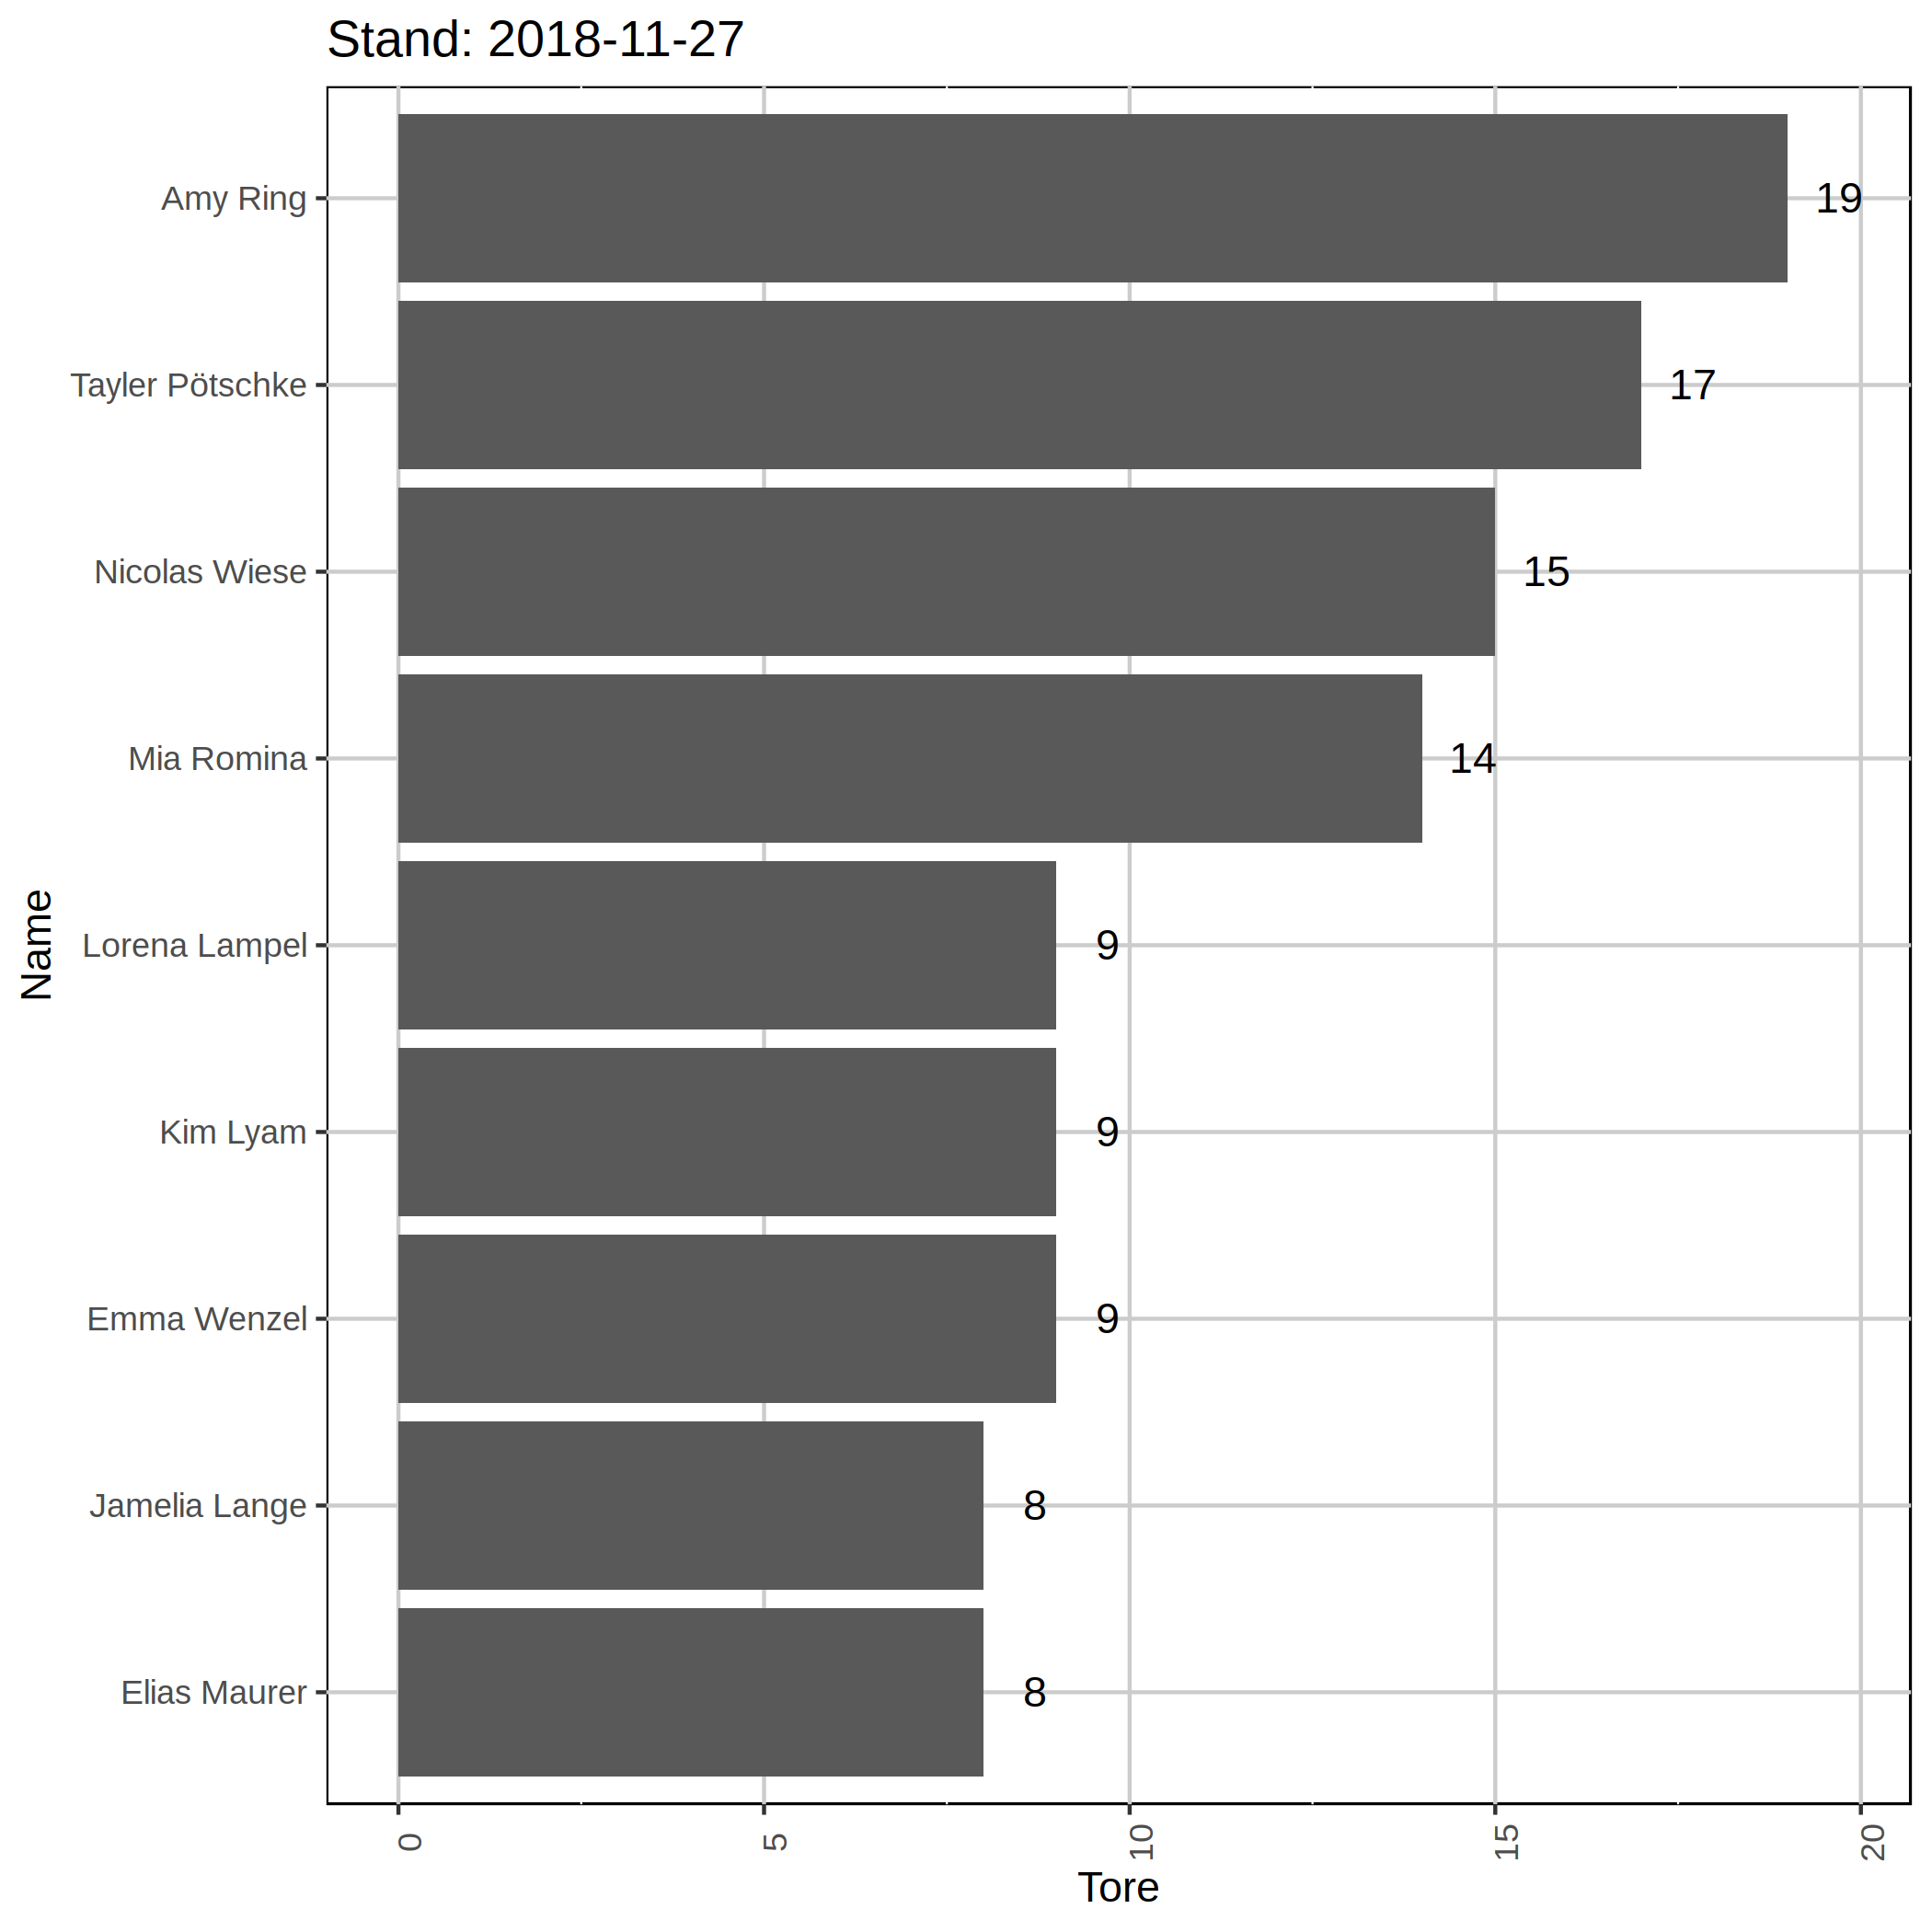 Stand: 2018-11-27
Amy Ring 19
Tayler Pötschke 17
Nicolas Wiese 15
Mia Romina 14
Lorena Lampel 9
Kim Lyam 9
Emma Wenzel 9
Jamelia Lange 8
Elias Maurer 8
Name
0 5 10 15 20
Tore